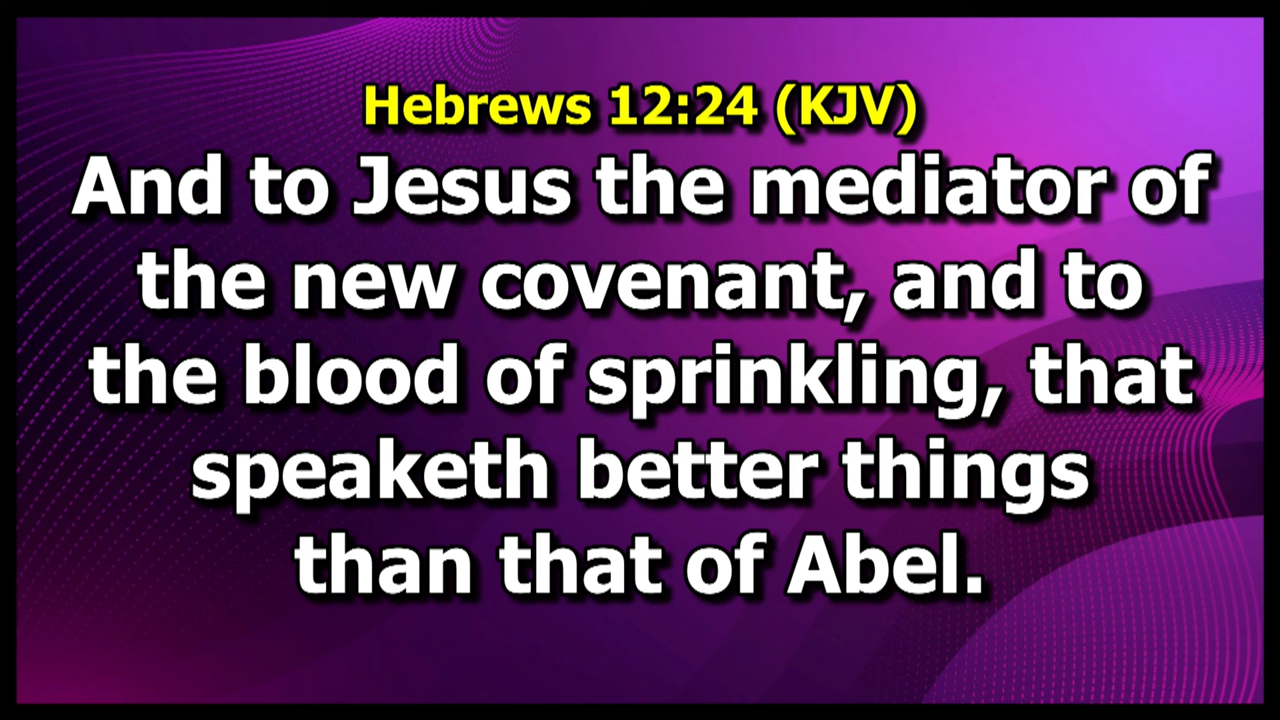 Hebrews 12:24 (KJV)
And to Jesus the mediator of
the new covenant, and to
the blood of sprinkling, that
speaketh better things
than that of Abel.